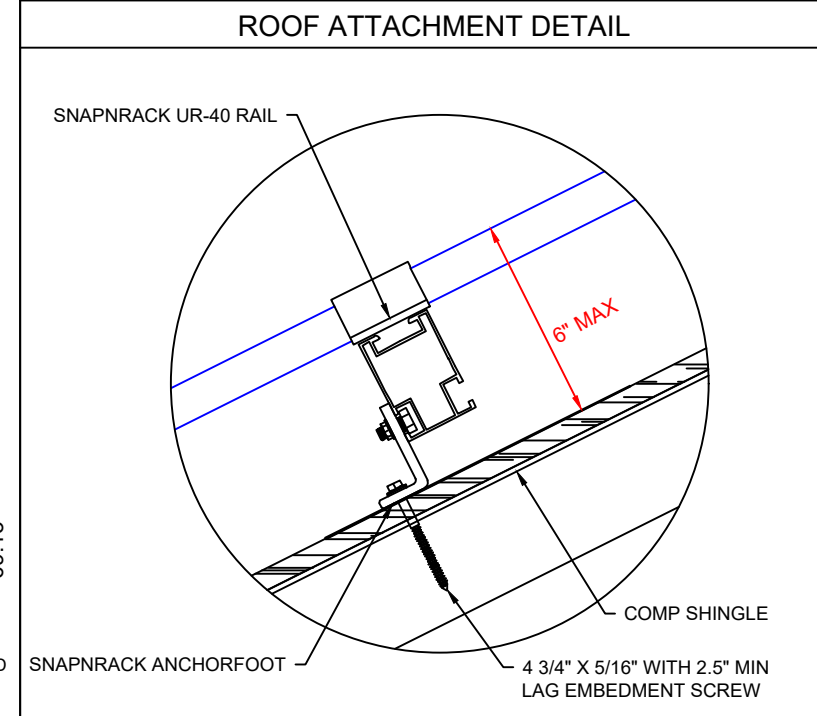 ROOF ATTACHMENT DETAIL
SNAPNRACK UR-40 RAIL
6" MAX
COMP SHINGLE
SNAPNRACK ANCHORFOOT
4 3/4" X 5/16" WITH 2.5" MIN
LAG EMBEDMENT SCREW